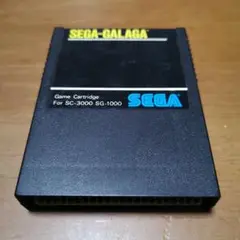 SEGA-GALAGA
Game Cartridge
For SC-3000 SG-1000
SEGA